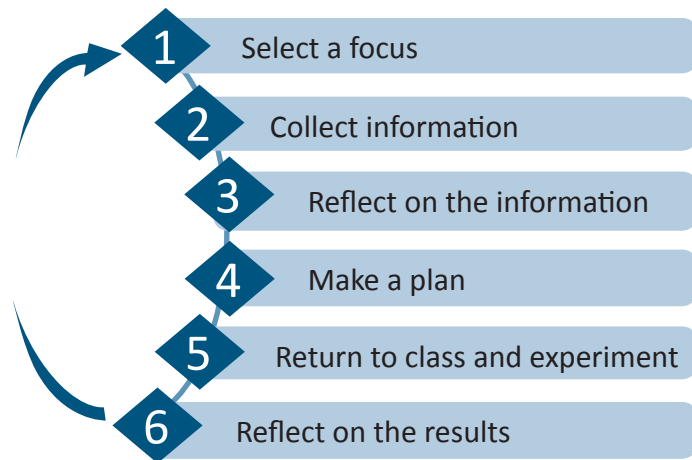 1 Select a focus
2 Collect information
3 Reflect on the information
4 Make a plan
5 Return to class and experiment
6 Reflect on the results